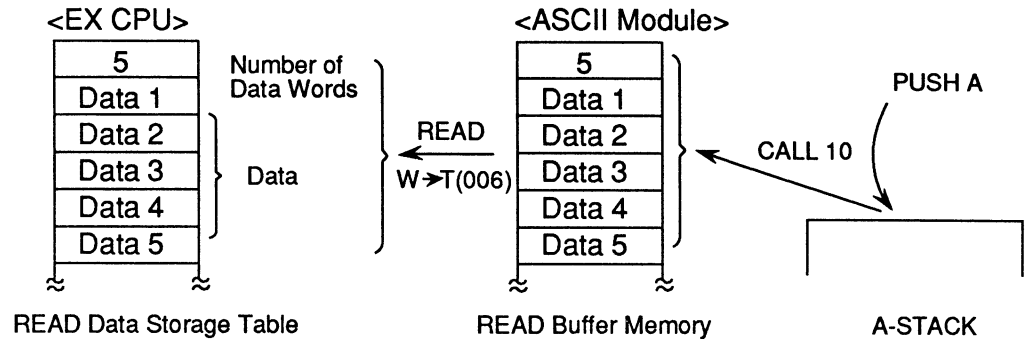 <EX CPU>
5
Data 1
Data 2
Data 3
Data 4
Data 5
Number of
Data Words
Data
READ Data Storage Table
READ
W→T(006)
<ASCII Module>
5
Data 1
Data 2
Data 3
Data 4
Data 5
READ Buffer Memory
PUSH A
CALL 10
A-STACK